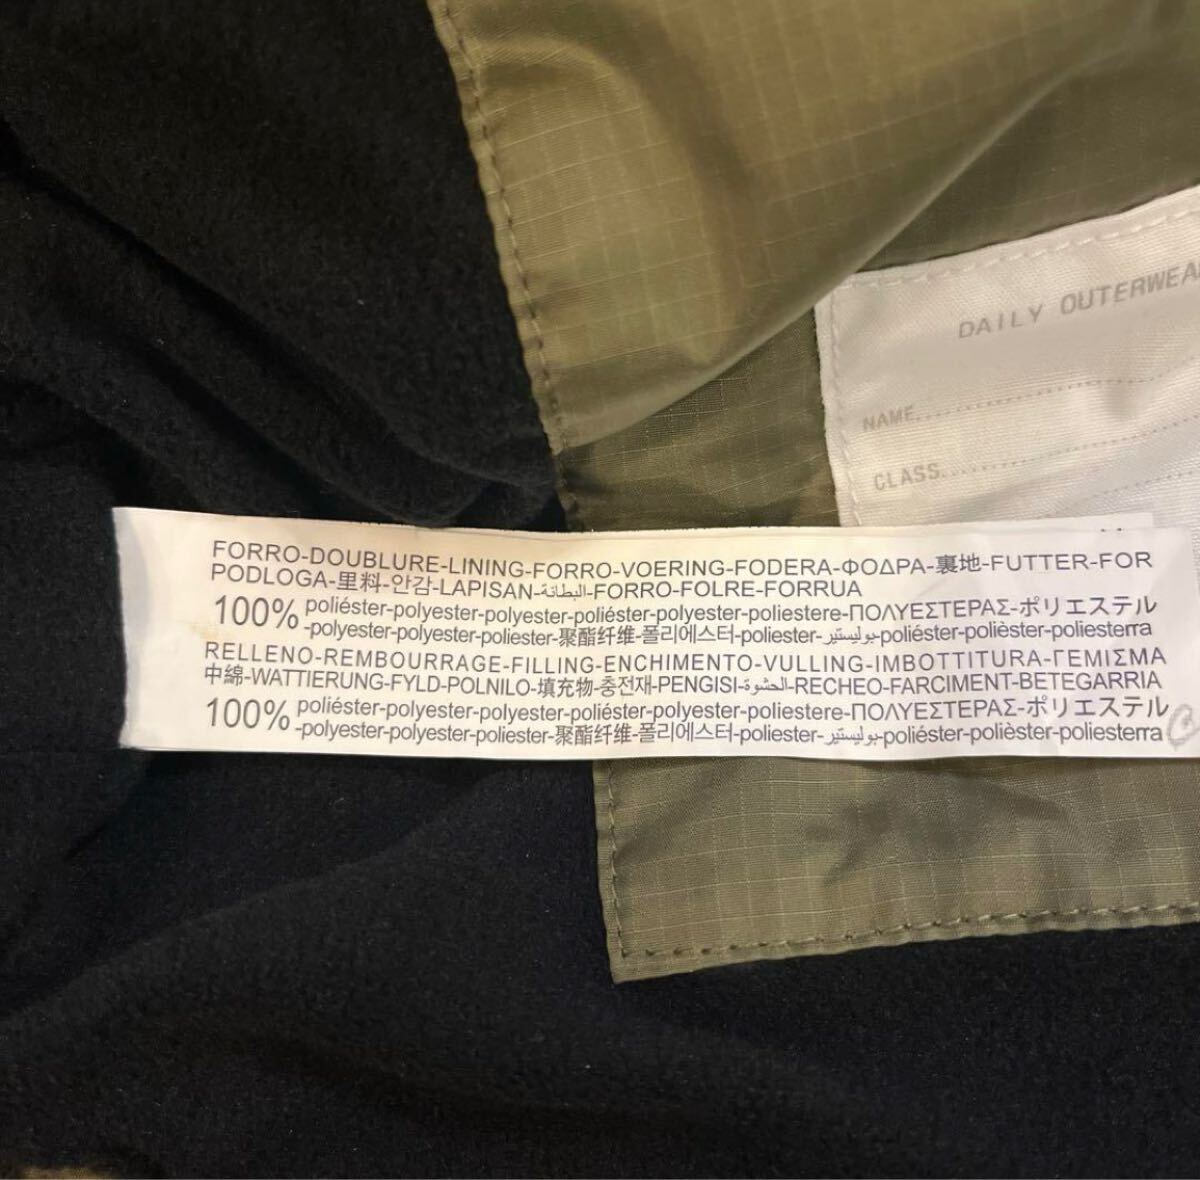 DAILY OUTERWEA
NAME
CLASS
FORRO-DOUBLURE-LINING-FORRO-VOERING-FODERA-ΦΟΔΡΑ-裏地-FUTTER-FOR
PODLOGA-里料-안감-LAPISAN-البطانة-FORRO-FOLRE-FORRUA
100% poliéster-polyester-polyester-poliéster-polyester-poliestere-ΠΟΛΥΕΣΤΕΡΑΣ-ポリエステル
-polyester-polyester-poliester-聚酯纤维-폴리에스터-poliester-بوليستير-poliéster-polièster-poliesterra
RELLENO-REMBOURRAGE-FILLING-ENCHIMENTO-VULLING-IMBOTTITURA-ΓΕΜΙΣΜΑ
中綿-WATTIERUNG-FYLD-POLNILO-填充物-충전재-PENGISI-الحشوة-RECHEO-FARCIMENT-BETEGARRIA
100% poliéster-polyester-polyester-poliéster-polyester-poliestere-ΠΟΛΥΕΣΤΕΡΑΣ-ポリエステル
-polyester-polyester-poliester-聚酯纤维-폴리에스터-poliester-بوليستير-poliéster-polièster-poliesterra